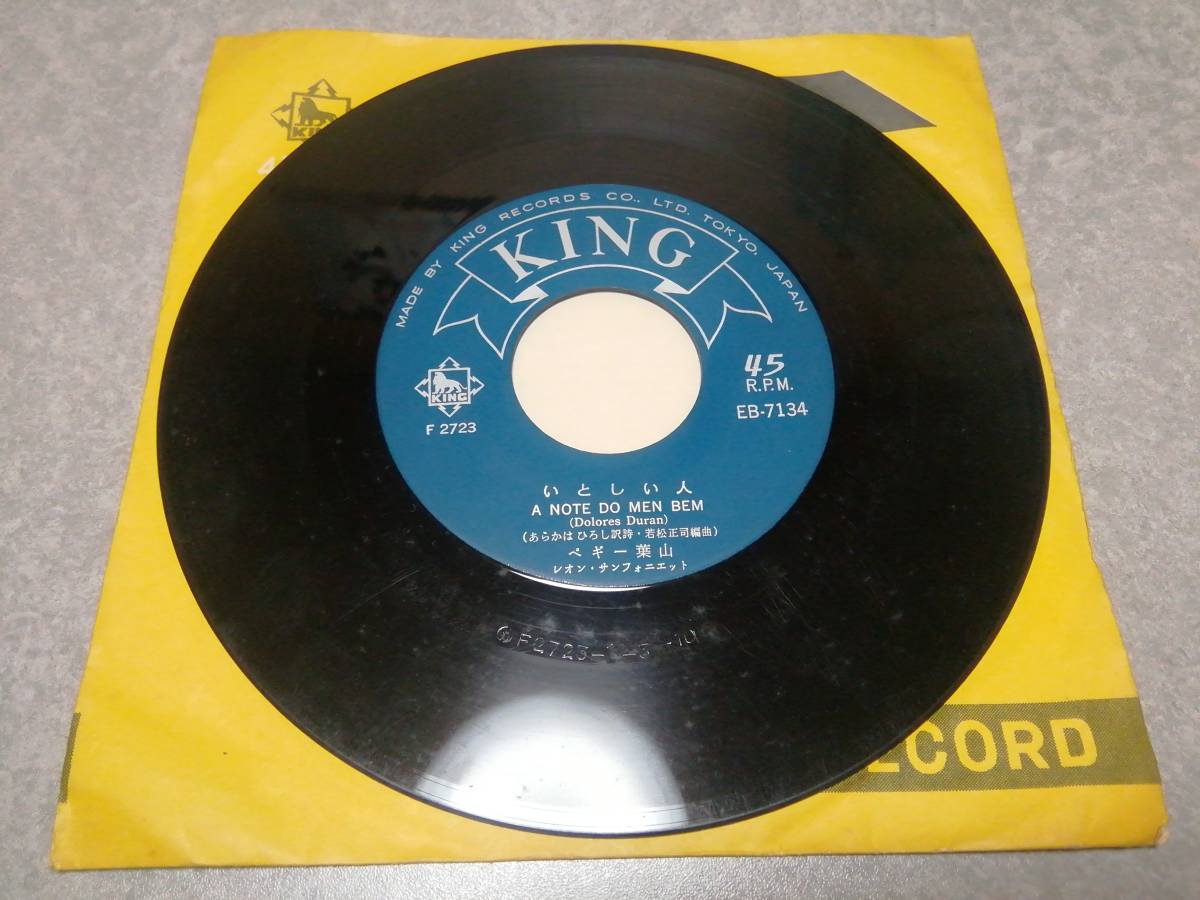 MADE BY KING RECORDS CO., LTD. TOKYO, JAPAN
KING
KING
F 2723
45
R.P.M.
EB-7134
いとしい人
A NOTE DO MEN BEM
(Dolores Duran)
(あらかは ひろし訳詩・若松正司編曲)
ペギー葉山
レオン・サンフォニエット
KING
4
ECORD